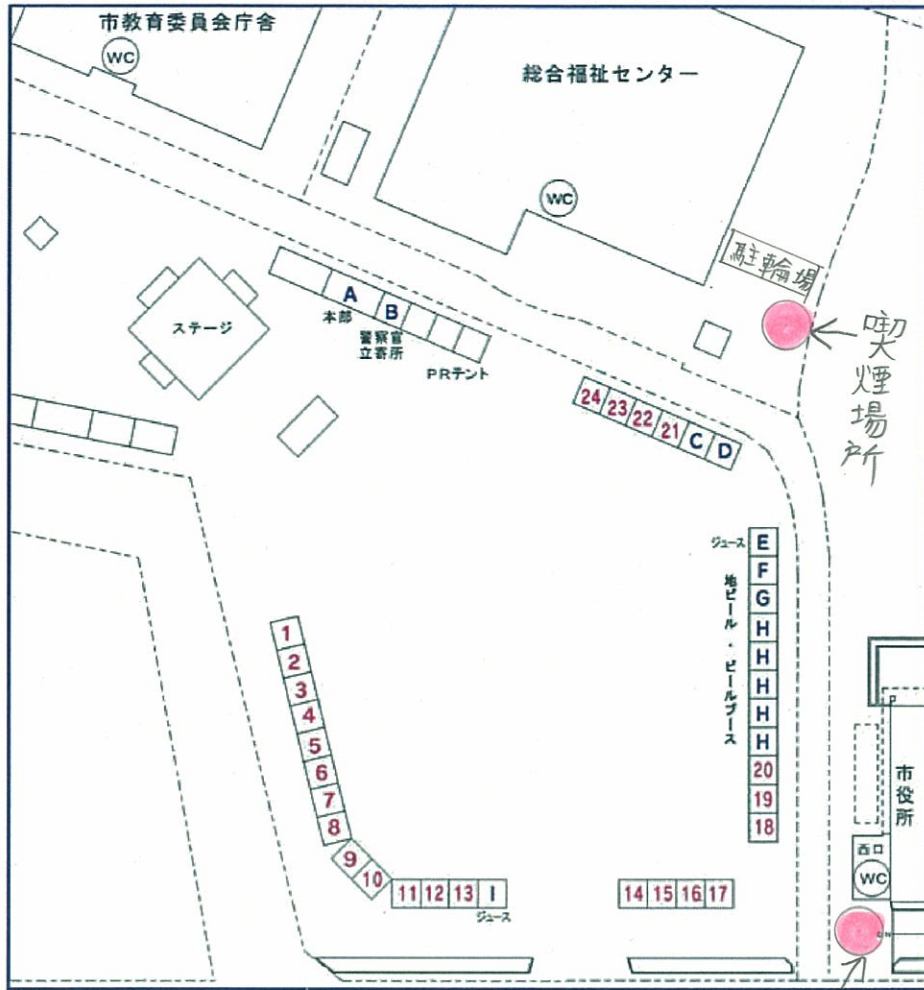 市教育委員会庁舎
WC
総合福祉センター
WC
駐輪場
喫煙場所
ステージ
A
本部
B
警察官
立寄所
PRテント
24
23
22
21
C
D
ジュース
E
F
G
H
H
H
H
H
20
19
18
地ビール・ビールブース
1
2
3
4
5
6
7
8
9
10
11
12
13
I
ジュース
14
15
16
17
市役所
西口
WC